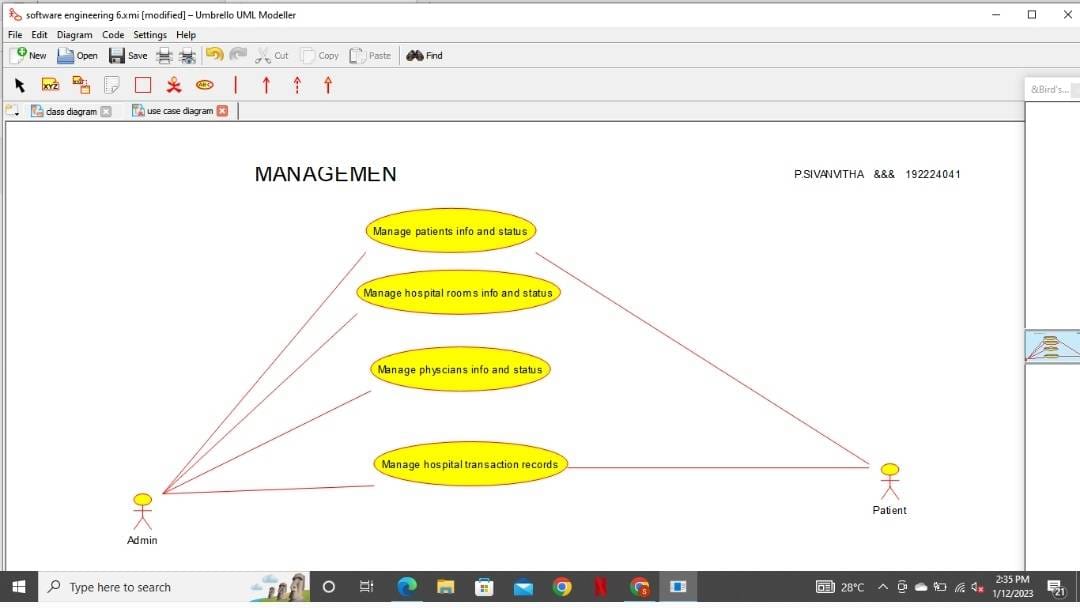 software engineering 6.xmi [modified] – Umbrello UML Modeller
File Edit Diagram Code Settings Help
New Open Save Cut Copy Paste Find
XYZ ABC
&Bird's...
class diagram use case diagram
MANAGEMEN
P.SIVANVITHA &&& 192224041
Manage patients info and status
Manage hospital rooms info and status
Manage physcians info and status
Manage hospital transaction records
Patient
Admin
Type here to search
28°C
2:35 PM
1/12/2023
21